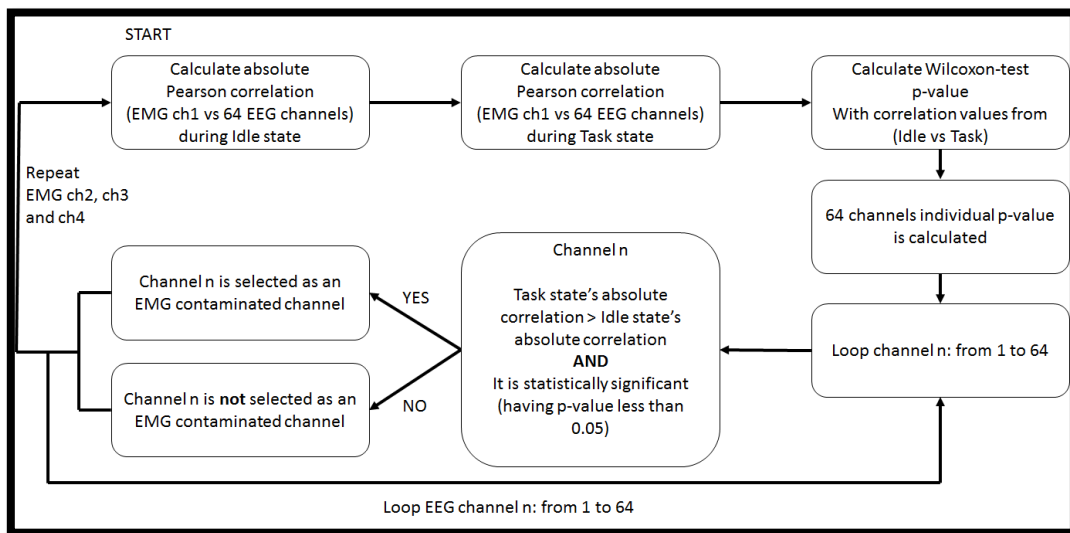 START
Calculate absolute
Pearson correlation
(EMG ch1 vs 64 EEG channels)
during Idle state
Calculate absolute
Pearson correlation
(EMG ch1 vs 64 EEG channels)
during Task state
Calculate Wilcoxon-test
p-value
With correlation values from
(Idle vs Task)
Repeat
EMG ch2, ch3
and ch4
64 channels individual p-value
is calculated
Loop channel n: from 1 to 64
Channel n
Task state's absolute
correlation > Idle state's
absolute correlation
AND
It is statistically significant
(having p-value less than
0.05)
YES
NO
Channel n is selected as an
EMG contaminated channel
Channel n is not selected as an
EMG contaminated channel
Loop EEG channel n: from 1 to 64